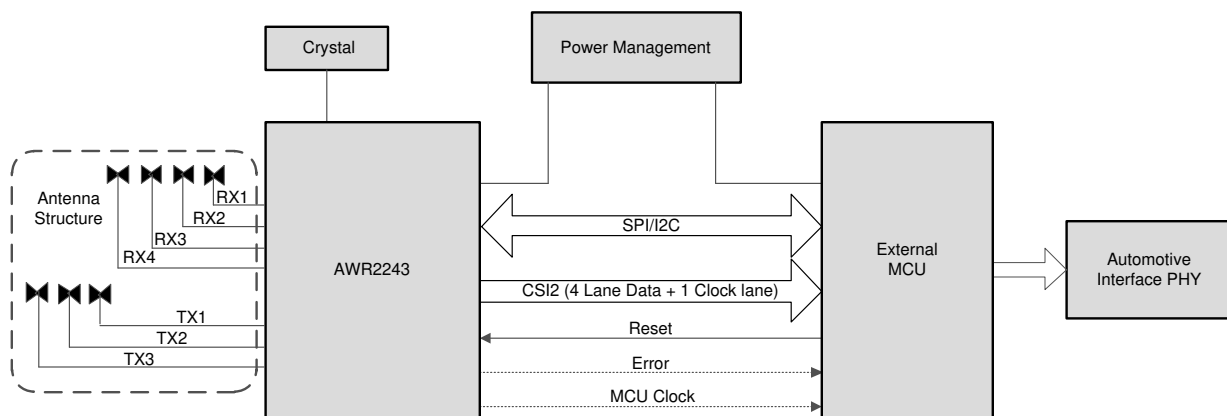 Crystal
Power Management
Antenna
Structure
RX1
RX2
RX3
RX4
TX1
TX2
TX3
AWR2243
SPI/I2C
CSI2 (4 Lane Data + 1 Clock lane)
Reset
Error
MCU Clock
External
MCU
Automotive
Interface PHY